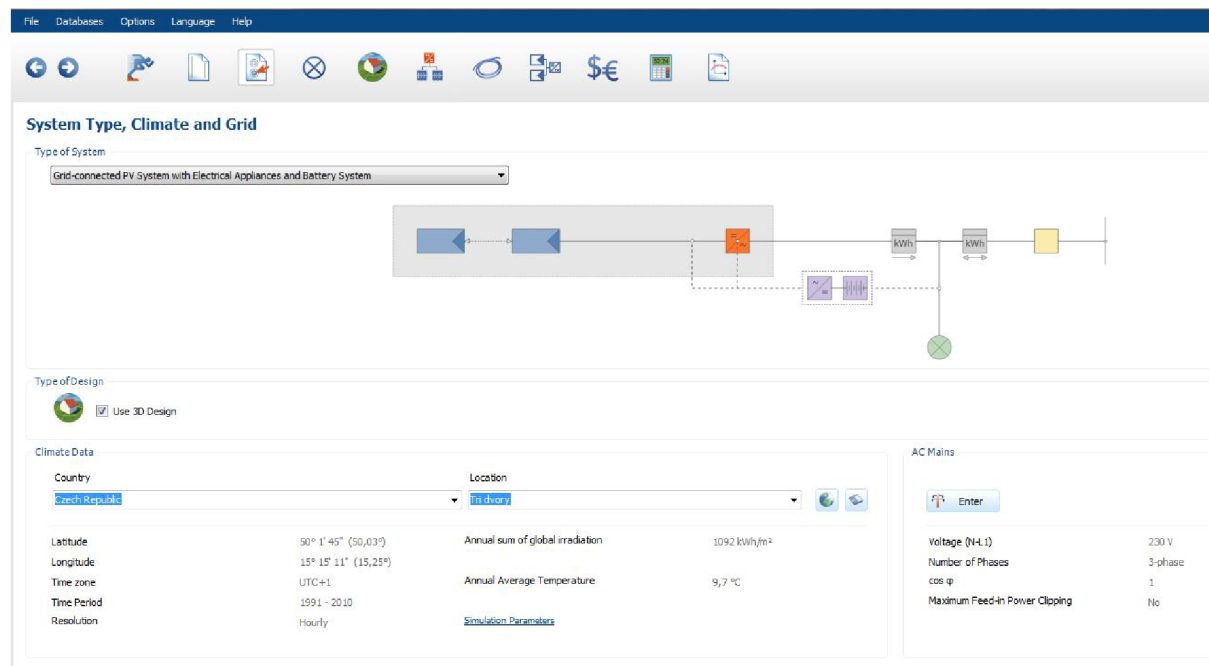 File Databases Options Language Help
$€
System Type, Climate and Grid
Type of System
Grid-connected PV System with Electrical Appliances and Battery System
kWh kWh
Type of Design
Use 3D Design
Climate Data
AC Mains
Country Location
Czech Republic Tri dvory
Enter
Latitude 50° 1' 45" (50,03°) Annual sum of global irradiation 1092 kWh/m² Voltage (N-L1) 230 V
Longitude 15° 15' 11" (15,25°) Number of Phases 3-phase
Time zone UTC+1 Annual Average Temperature 9,7 °C cos φ 1
Time Period 1991 - 2010 Maximum Feed-in Power Clipping No
Resolution Hourly Simulation Parameters